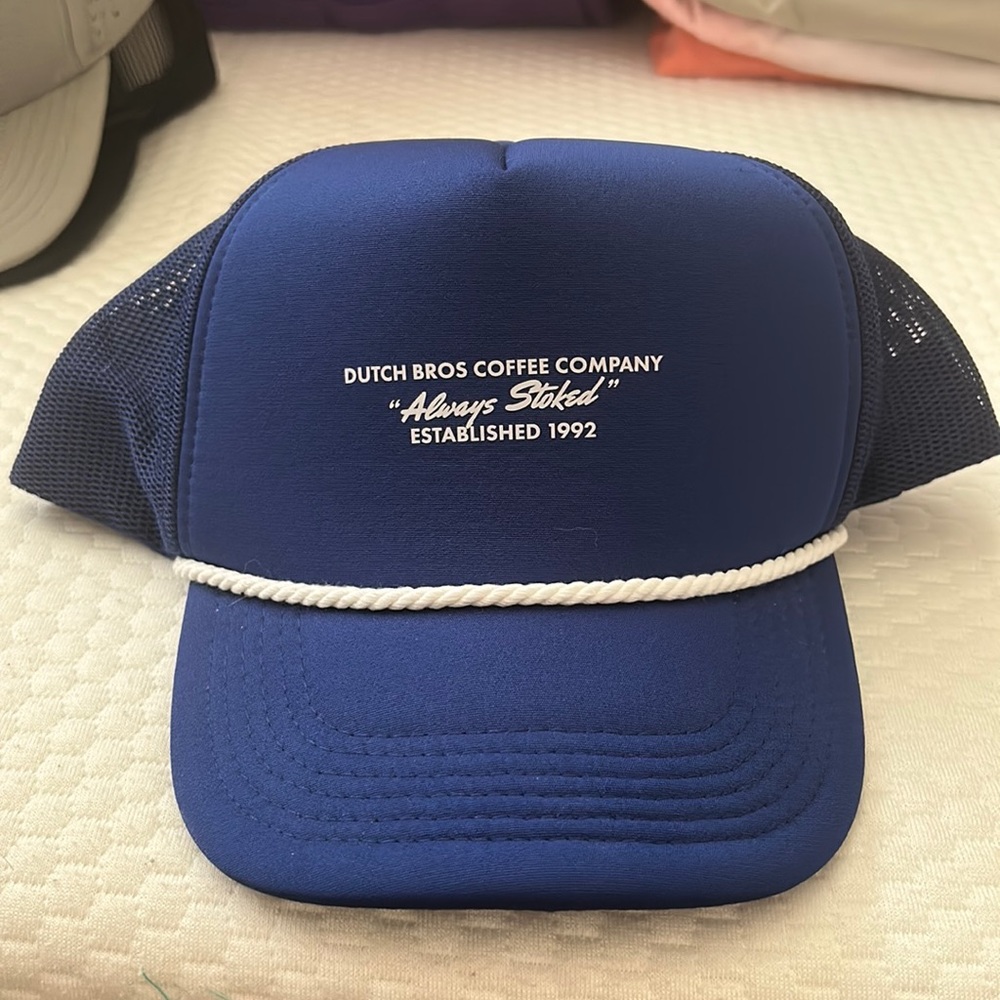 DUTCH BROS COFFEE COMPANY
“Always Stoked”
ESTABLISHED 1992